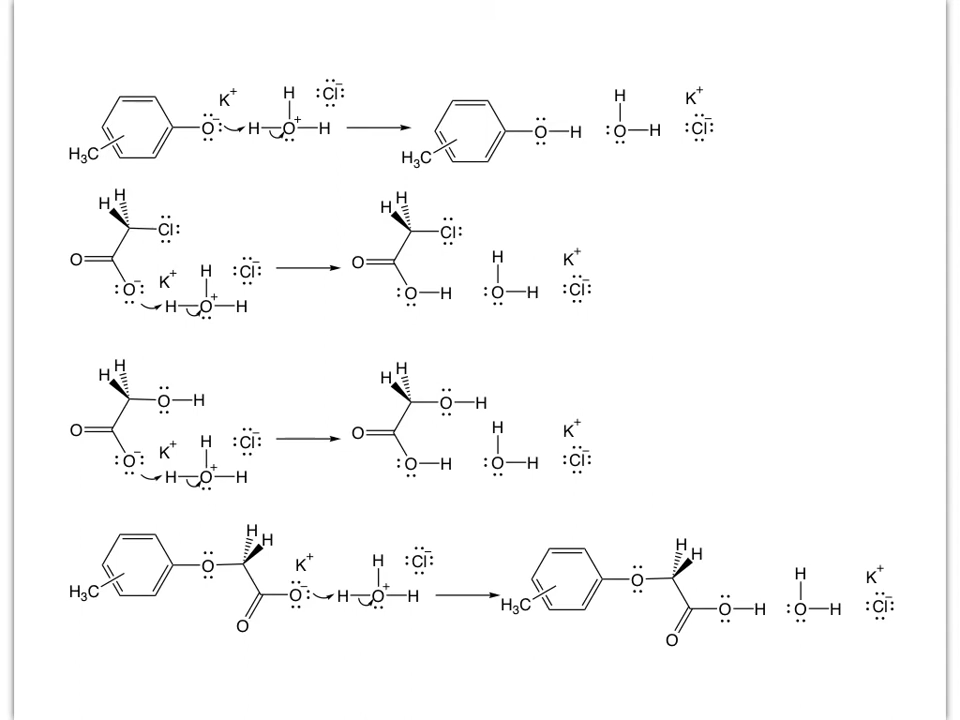 H
K+ Cl−
O− H O+ H O H H O H K+ Cl−
H3C H3C
H H Cl H H Cl
O K+ H Cl− O H K+
O− H O+ H O H O H Cl−
H H O H H H O H
O K+ H Cl− O H K+
O− H O+ H O H O H Cl−
H H K+ H Cl− H H H K+
O O− H O+ H O O H O H Cl−
H3C O H3C O